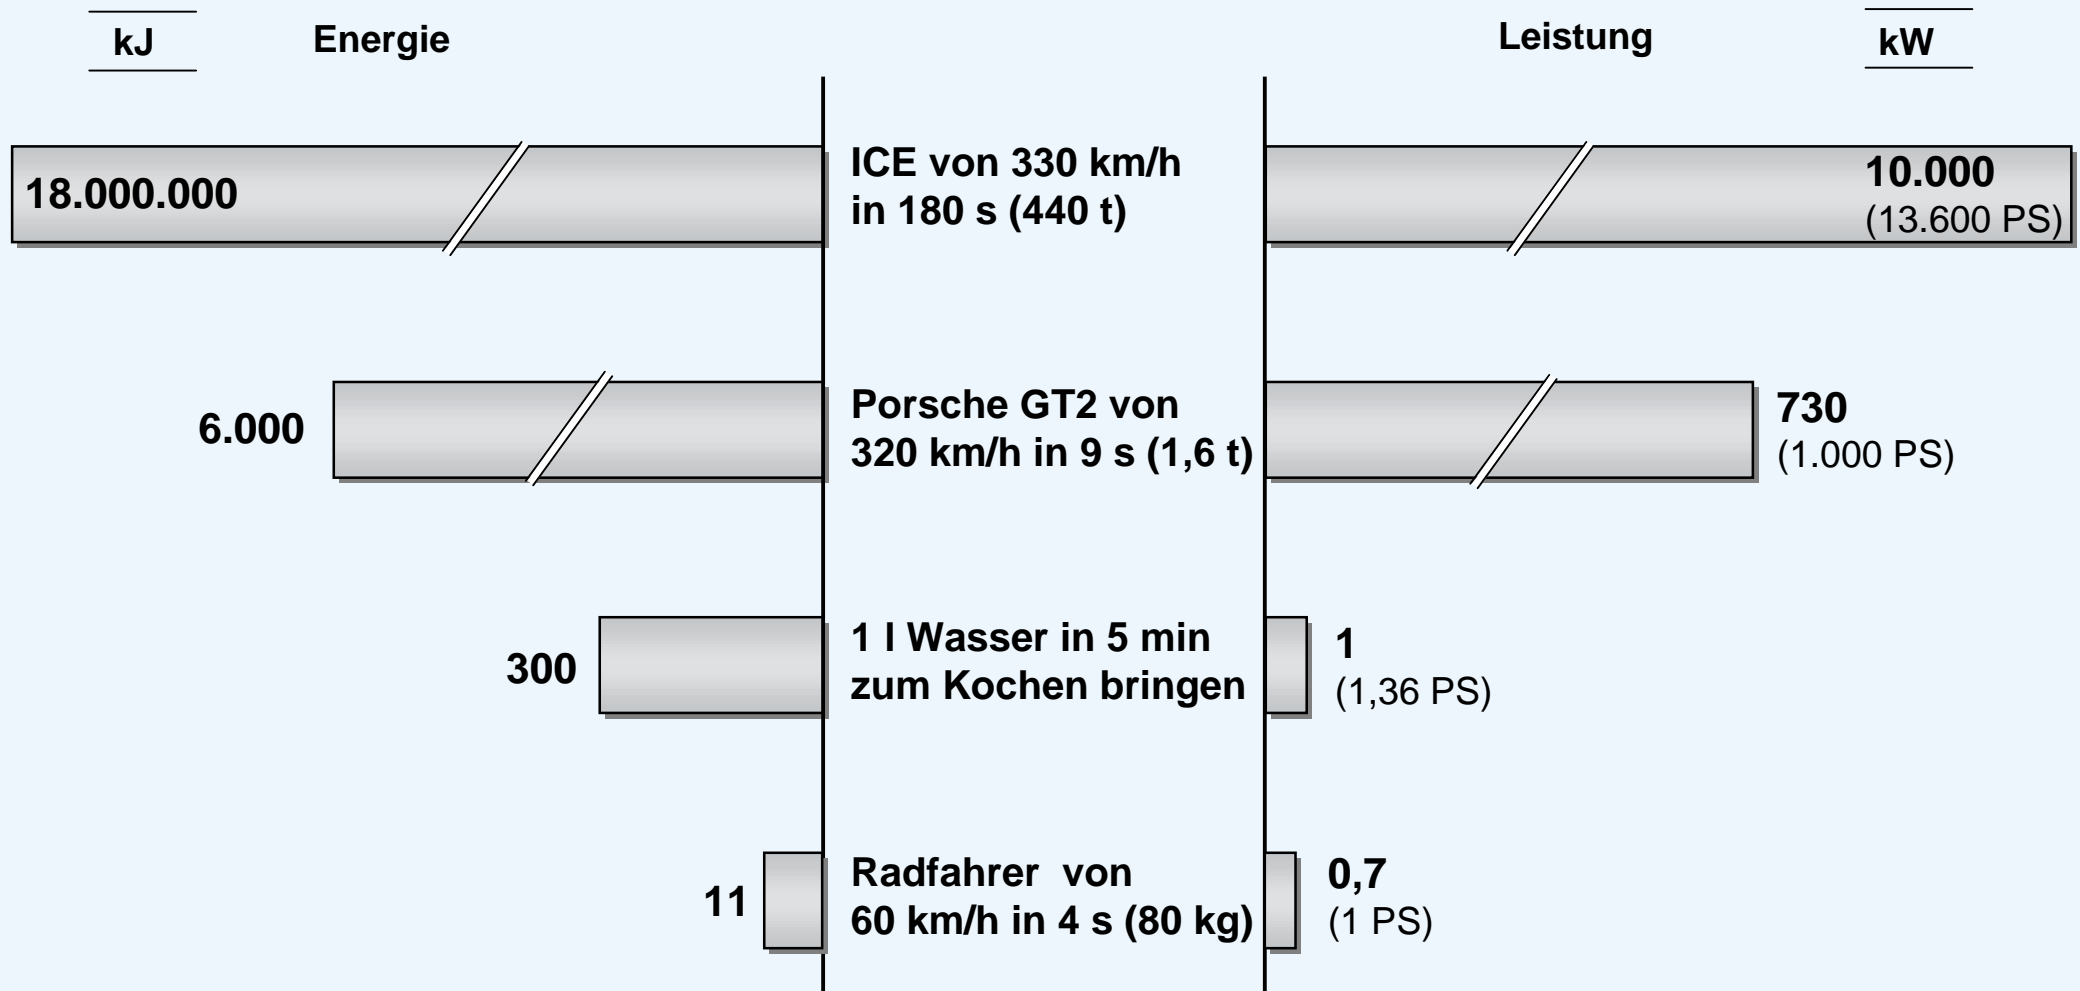 kJ Energie Leistung kW
18.000.000
ICE von 330 km/h
in 180 s (440 t)
10.000
(13.600 PS)
6.000
Porsche GT2 von
320 km/h in 9 s (1,6 t)
730
(1.000 PS)
300
1 l Wasser in 5 min
zum Kochen bringen
1
(1,36 PS)
11
Radfahrer von
60 km/h in 4 s (80 kg)
0,7
(1 PS)